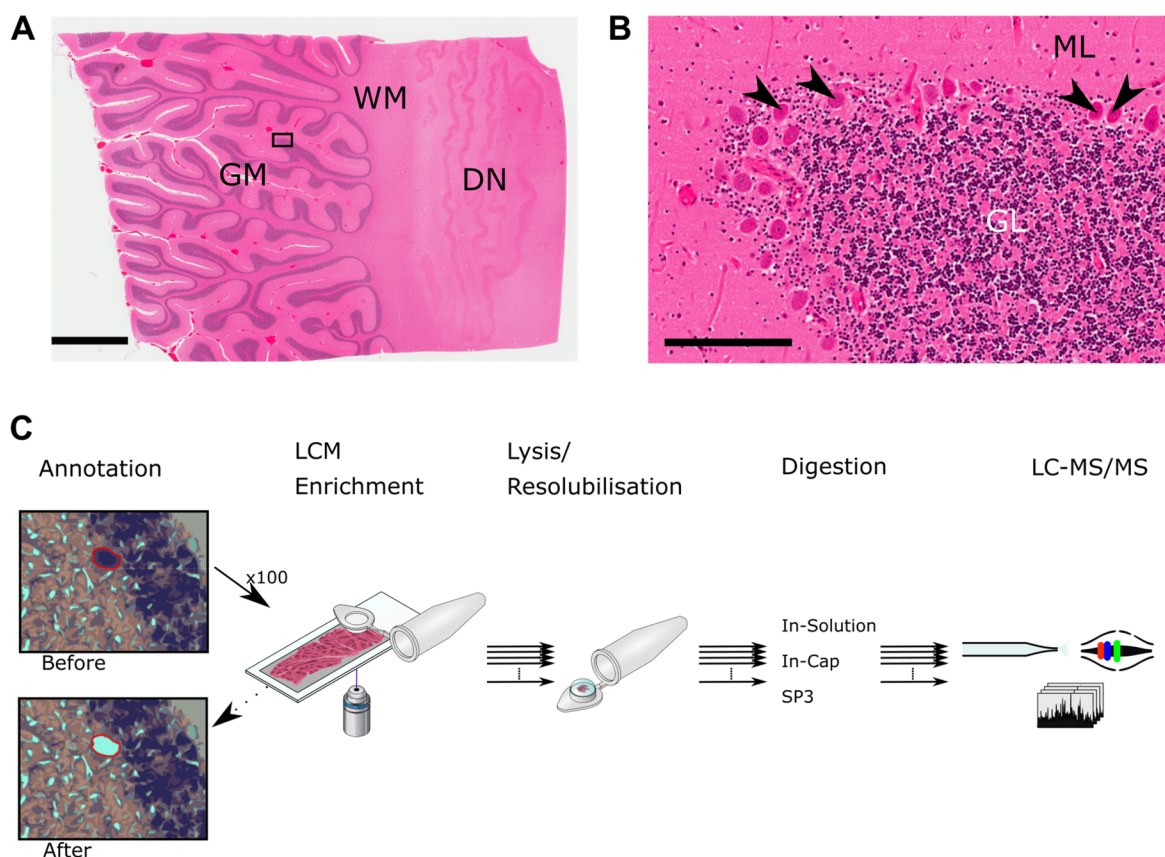 A
WM
GM
DN
B
ML
GL
C
Annotation
LCM
Enrichment
Lysis/
Resolubilisation
Digestion
LC-MS/MS
x100
Before
After
In-Solution
In-Cap
SP3